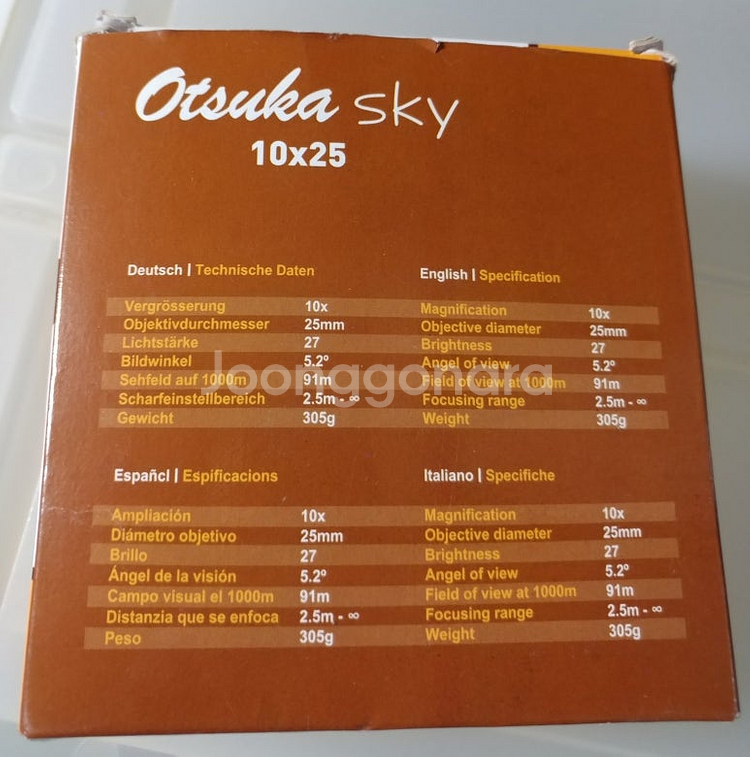 Otsuka sky
10x25
Deutsch | Technische Daten
Vergrösserung 10x
Objektivdurchmesser 25mm
Lichtstärke 27
Bildwinkel 5.2º
Sehfeld auf 1000m 91m
Scharfeinstellbereich 2.5m - ∞
Gewicht 305g
English | Specification
Magnification 10x
Objective diameter 25mm
Brightness 27
Angel of view 5.2º
Field of view at 1000m 91m
Focusing range 2.5m - ∞
Weight 305g
Joonggonara
Españcl | Espificacions
Ampliación 10x
Diámetro objetivo 25mm
Brillo 27
Ángel de la visión 5.2º
Campo visual el 1000m 91m
Distanzia que se enfoca 2.5m - ∞
Peso 305g
Italiano | Specifiche
Magnification 10x
Objective diameter 25mm
Brightness 27
Angel of view 5.2º
Field of view at 1000m 91m
Focusing range 2.5m - ∞
Weight 305g